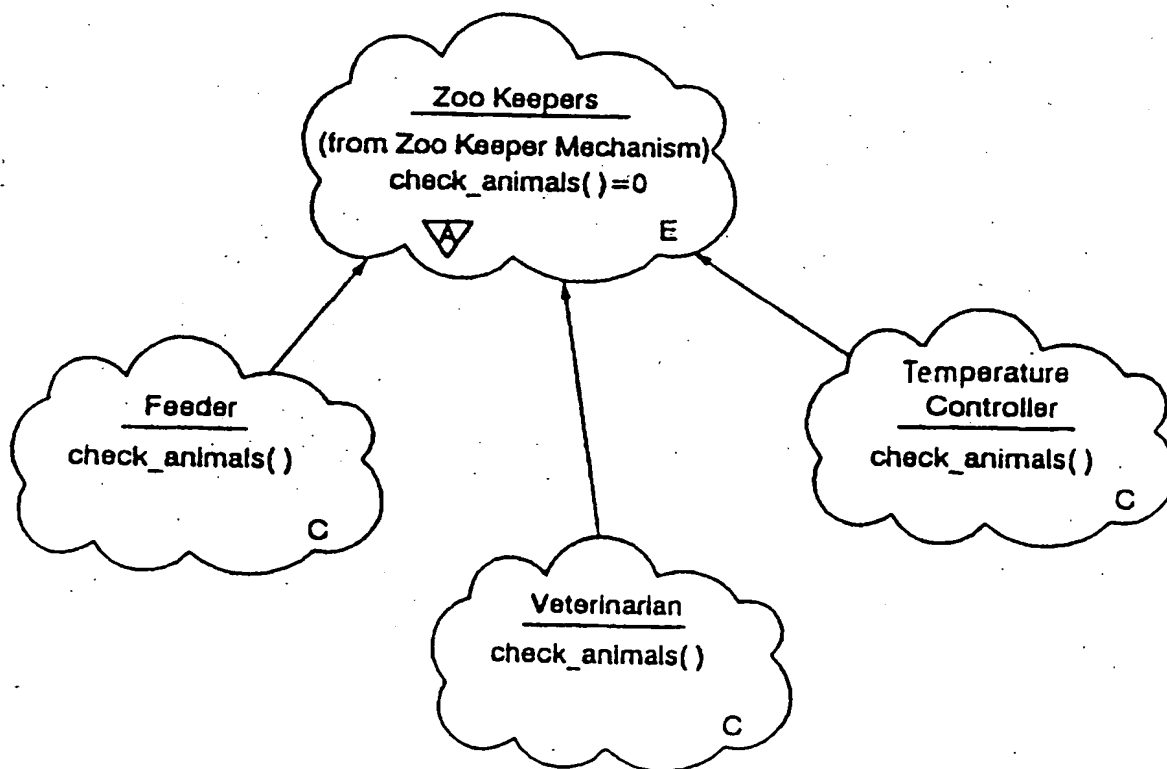 Zoo Keepers
(from Zoo Keeper Mechanism)
check_animals()=0
A
E
Feeder
check_animals()
C
Temperature
Controller
check_animals()
C
Veterinarian
check_animals()
C